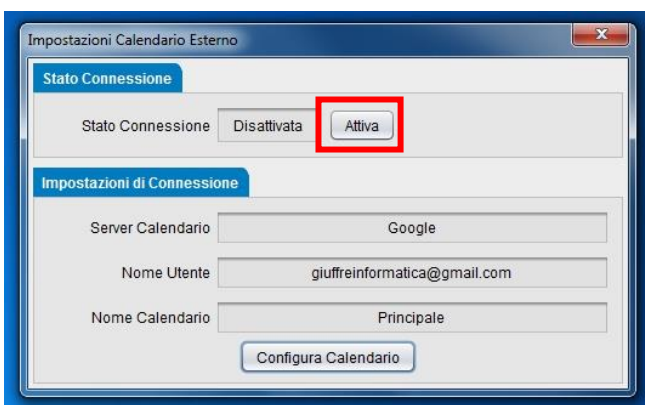 Impostazioni Calendario Esterno
Stato Connessione
Stato Connessione Disattivata Attiva
Impostazioni di Connessione
Server Calendario Google
Nome Utente giuffreinformatica@gmail.com
Nome Calendario Principale
Configura Calendario